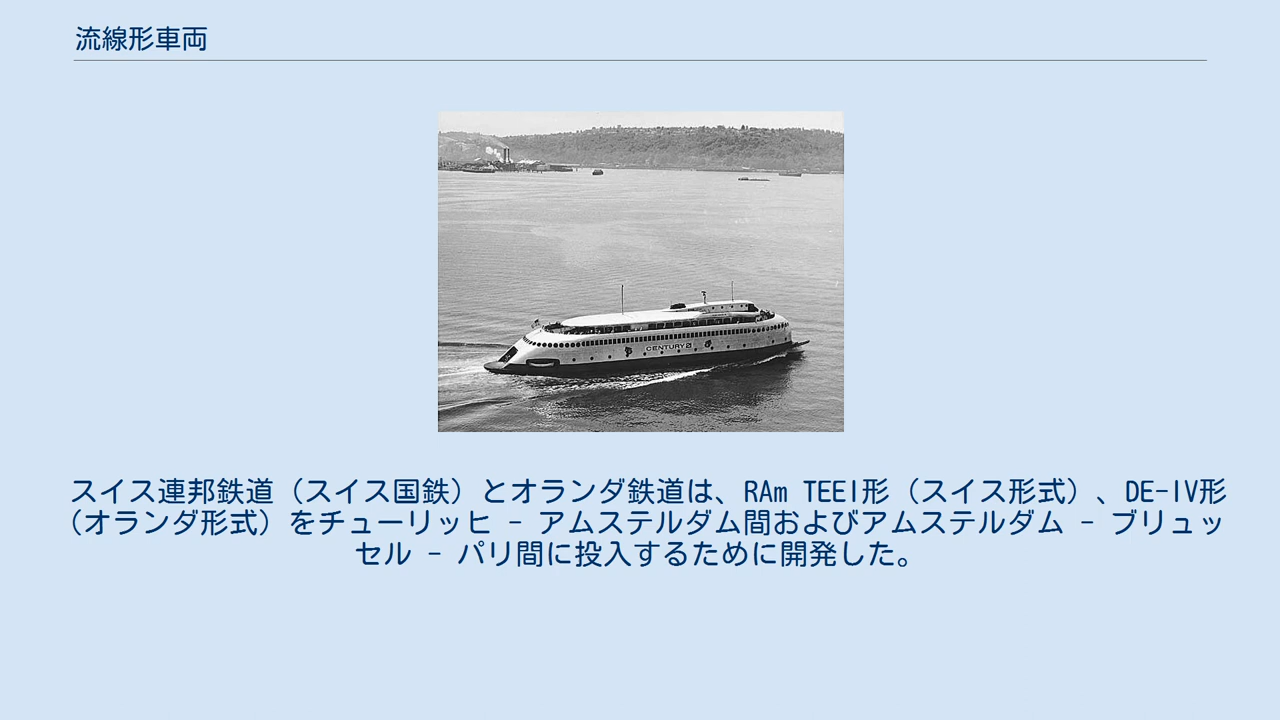 流線形車両
CENTURY 21
スイス連邦鉄道（スイス国鉄）とオランダ鉄道は、RAm TEEI形（スイス形式）、DE-IV形
（オランダ形式）をチューリッヒ - アムステルダム間およびアムステルダム - ブリュッ
セル - パリ間に投入するために開発した。